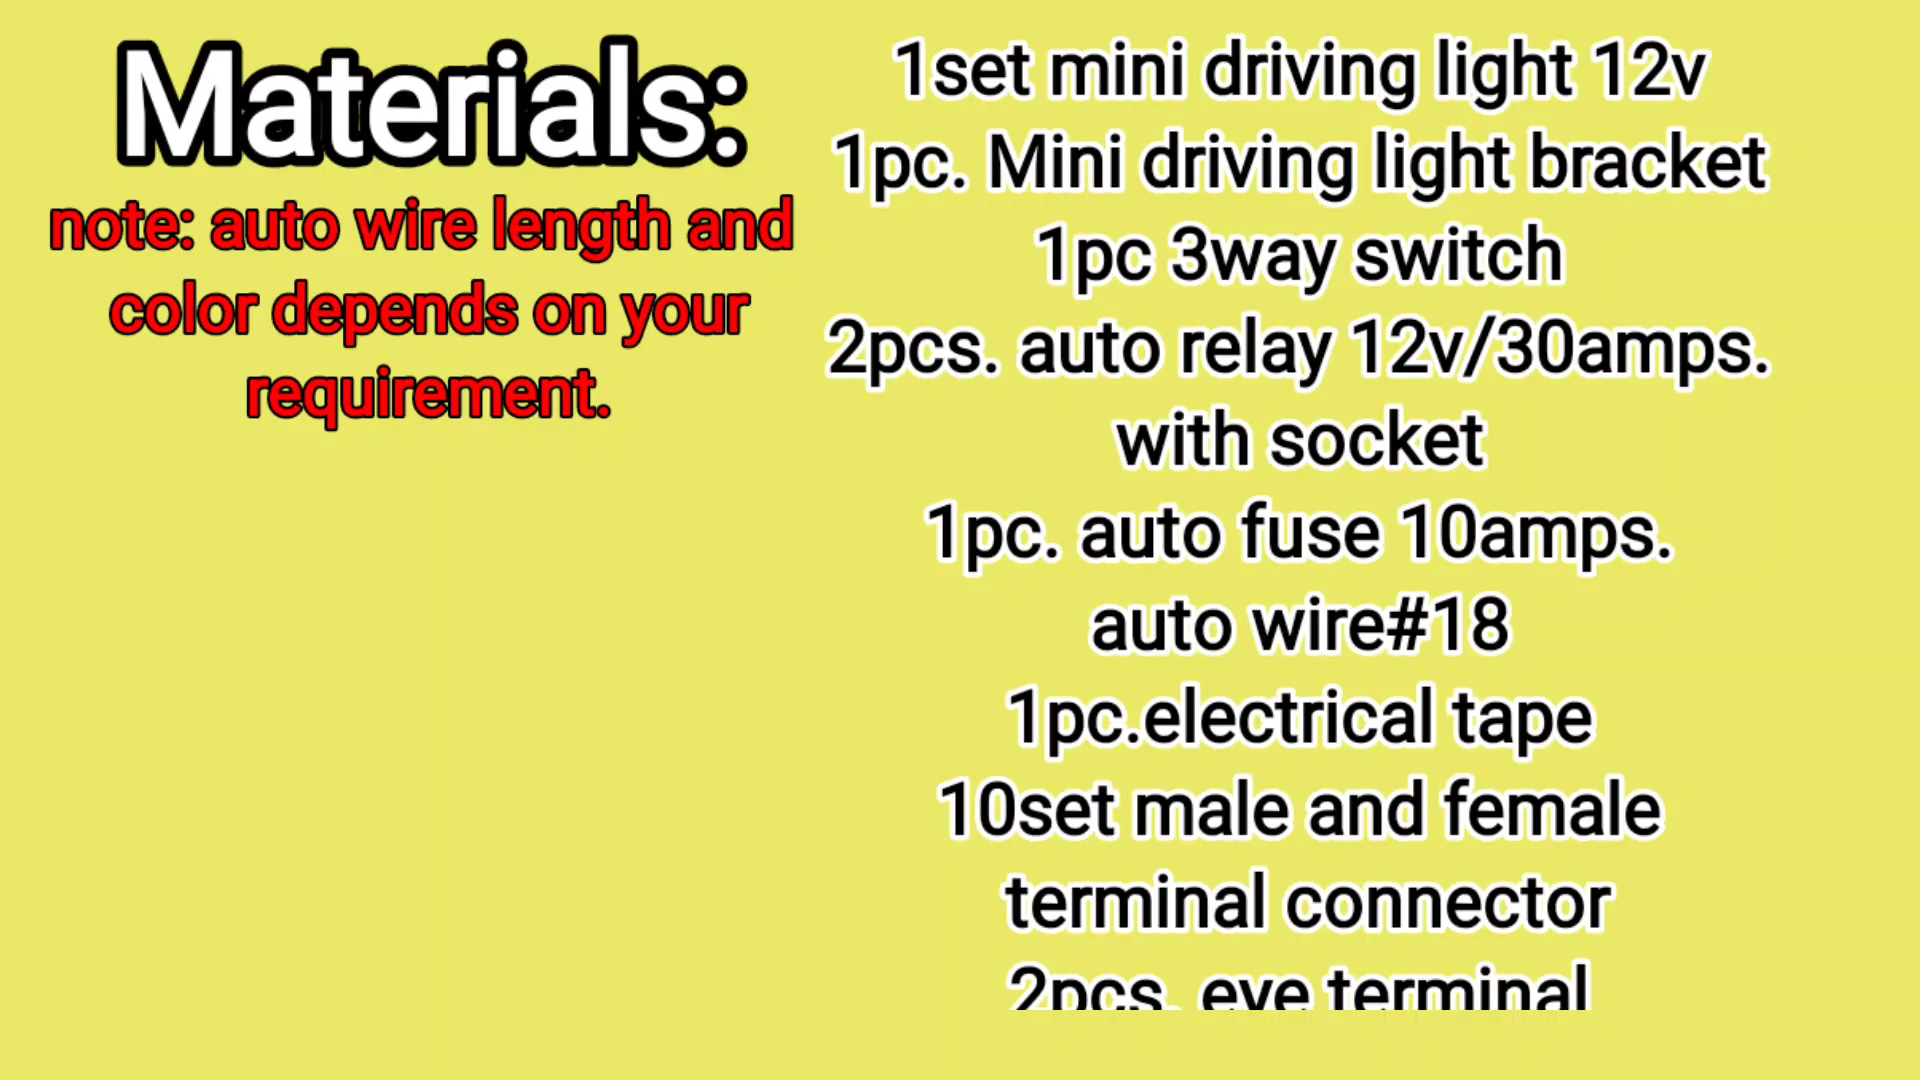 Materials:
note: auto wire length and
color depends on your
requirement.
1set mini driving light 12v
1pc. Mini driving light bracket
1pc 3way switch
2pcs. auto relay 12v/30amps.
with socket
1pc. auto fuse 10amps.
auto wire#18
1pc.electrical tape
10set male and female
terminal connector
2pcs. eye terminal